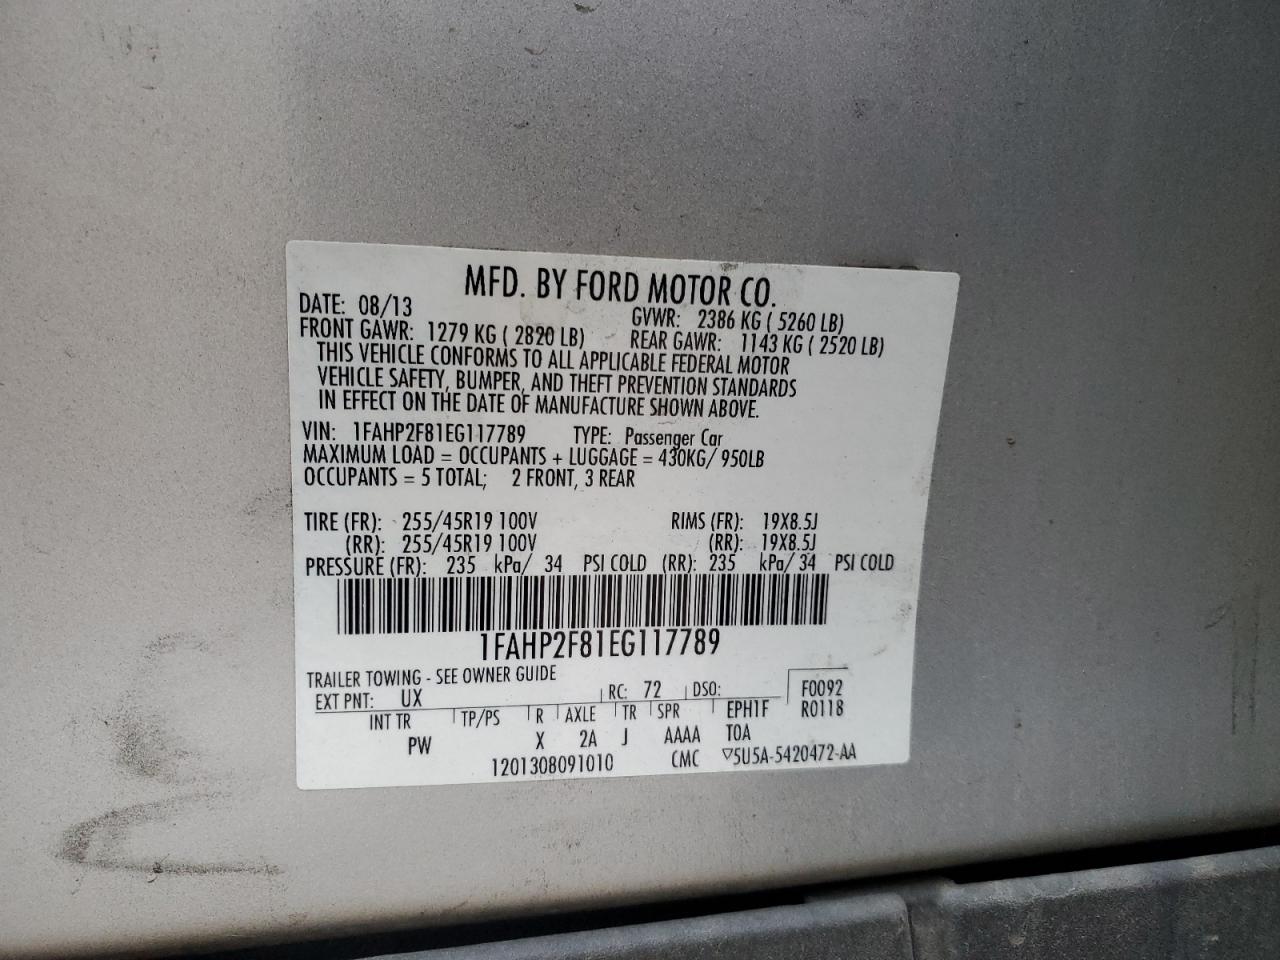 MFD. BY FORD MOTOR CO.
DATE: 08/13 GVWR: 2386 KG ( 5260 LB)
FRONT GAWR: 1279 KG ( 2820 LB) REAR GAWR: 1143 KG ( 2520 LB)
THIS VEHICLE CONFORMS TO ALL APPLICABLE FEDERAL MOTOR
VEHICLE SAFETY, BUMPER, AND THEFT PREVENTION STANDARDS
IN EFFECT ON THE DATE OF MANUFACTURE SHOWN ABOVE.
VIN: 1FAHP2F81EG117789 TYPE: Passenger Car
MAXIMUM LOAD = OCCUPANTS + LUGGAGE = 430KG/ 950LB
OCCUPANTS = 5 TOTAL; 2 FRONT, 3 REAR
TIRE (FR): 255/45R19 100V RIMS (FR): 19X8.5J
(RR): 255/45R19 100V (RR): 19X8.5J
PRESSURE (FR): 235 kPa/ 34 PSI COLD (RR): 235 kPa/ 34 PSI COLD
1FAHP2F81EG117789
TRAILER TOWING - SEE OWNER GUIDE
EXT PNT: UX RC: 72 DSO: F0092
INT TR TP/PS R AXLE TR SPR EPH1F R0118
PW X 2A J AAAA TOA
1201308091010 CMC ▽5U5A-5420472-AA